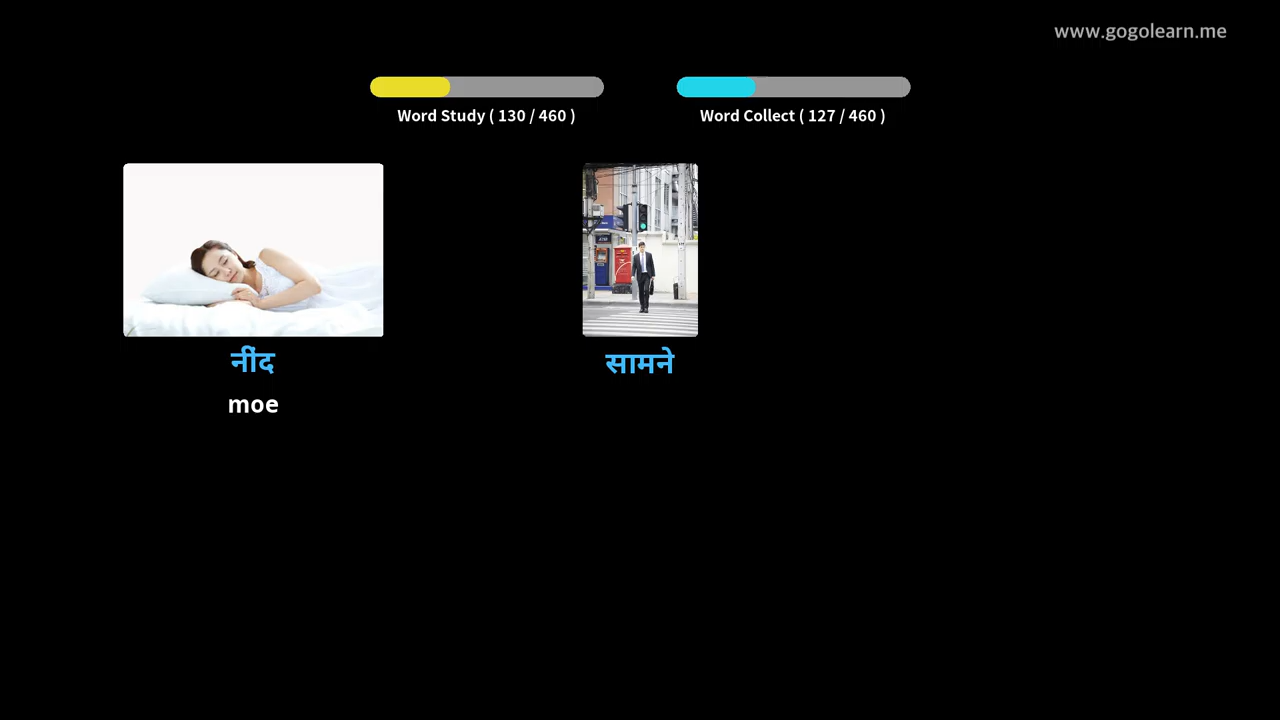 www.gogolearn.me
Word Study ( 130 / 460 )
Word Collect ( 127 / 460 )
नींद
सामने
moe